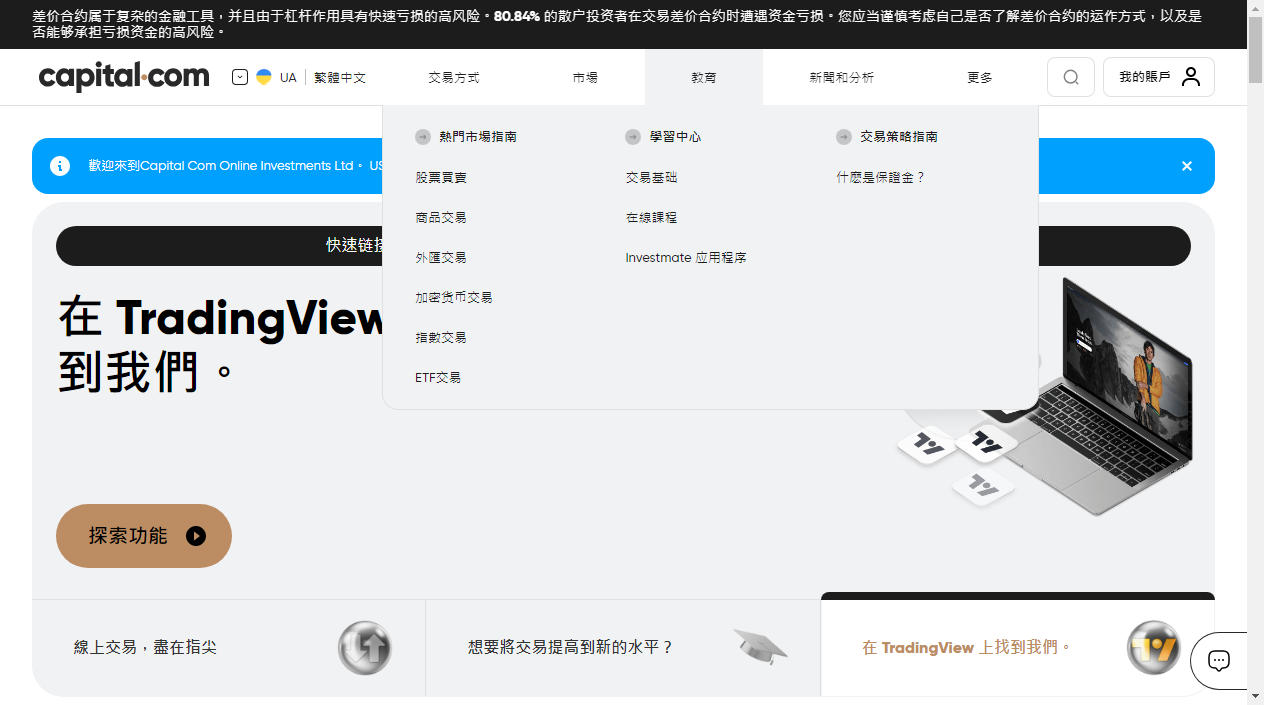 差价合约属于复杂的金融工具，并且由于杠杆作用具有快速亏损的高风险。80.84% 的散户投资者在交易差价合约时遭遇资金亏损。您应当谨慎考虑自己是否了解差价合约的运作方式，以及是
否能够承担亏损资金的高风险。
capital.com UA 繁體中文 交易方式 市場 教育 新聞和分析 更多 我的賬戶
熱門市場指南 學習中心 交易策略指南
歡迎來到Capital Com Online Investments Ltd。 US
股票買賣 交易基础 什麼是保證金？
商品交易 在線課程
快速链接
外匯交易 Investmate 应用程序
加密货币交易
在 TradingView
指數交易
到我們。
ETF交易
探索功能
線上交易，盡在指尖
想要將交易提高到新的水平？
在 TradingView 上找到我們。